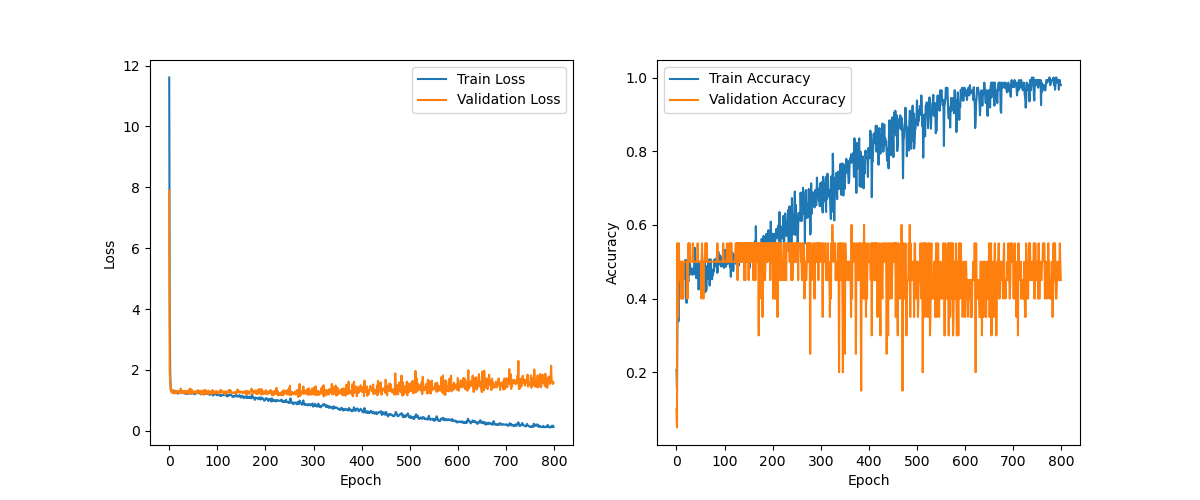 12
10
8
6
4
2
0
Loss
0 100 200 300 400 500 600 700 800
Epoch
Train Loss
Validation Loss
1.0
0.8
0.6
0.4
0.2
Accuracy
0 100 200 300 400 500 600 700 800
Epoch
Train Accuracy
Validation Accuracy